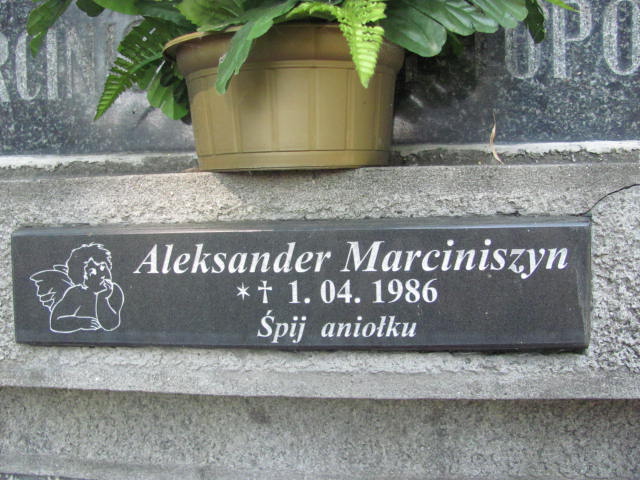 Aleksander Marciniszyn
* † 1. 04. 1986
Śpij aniołku